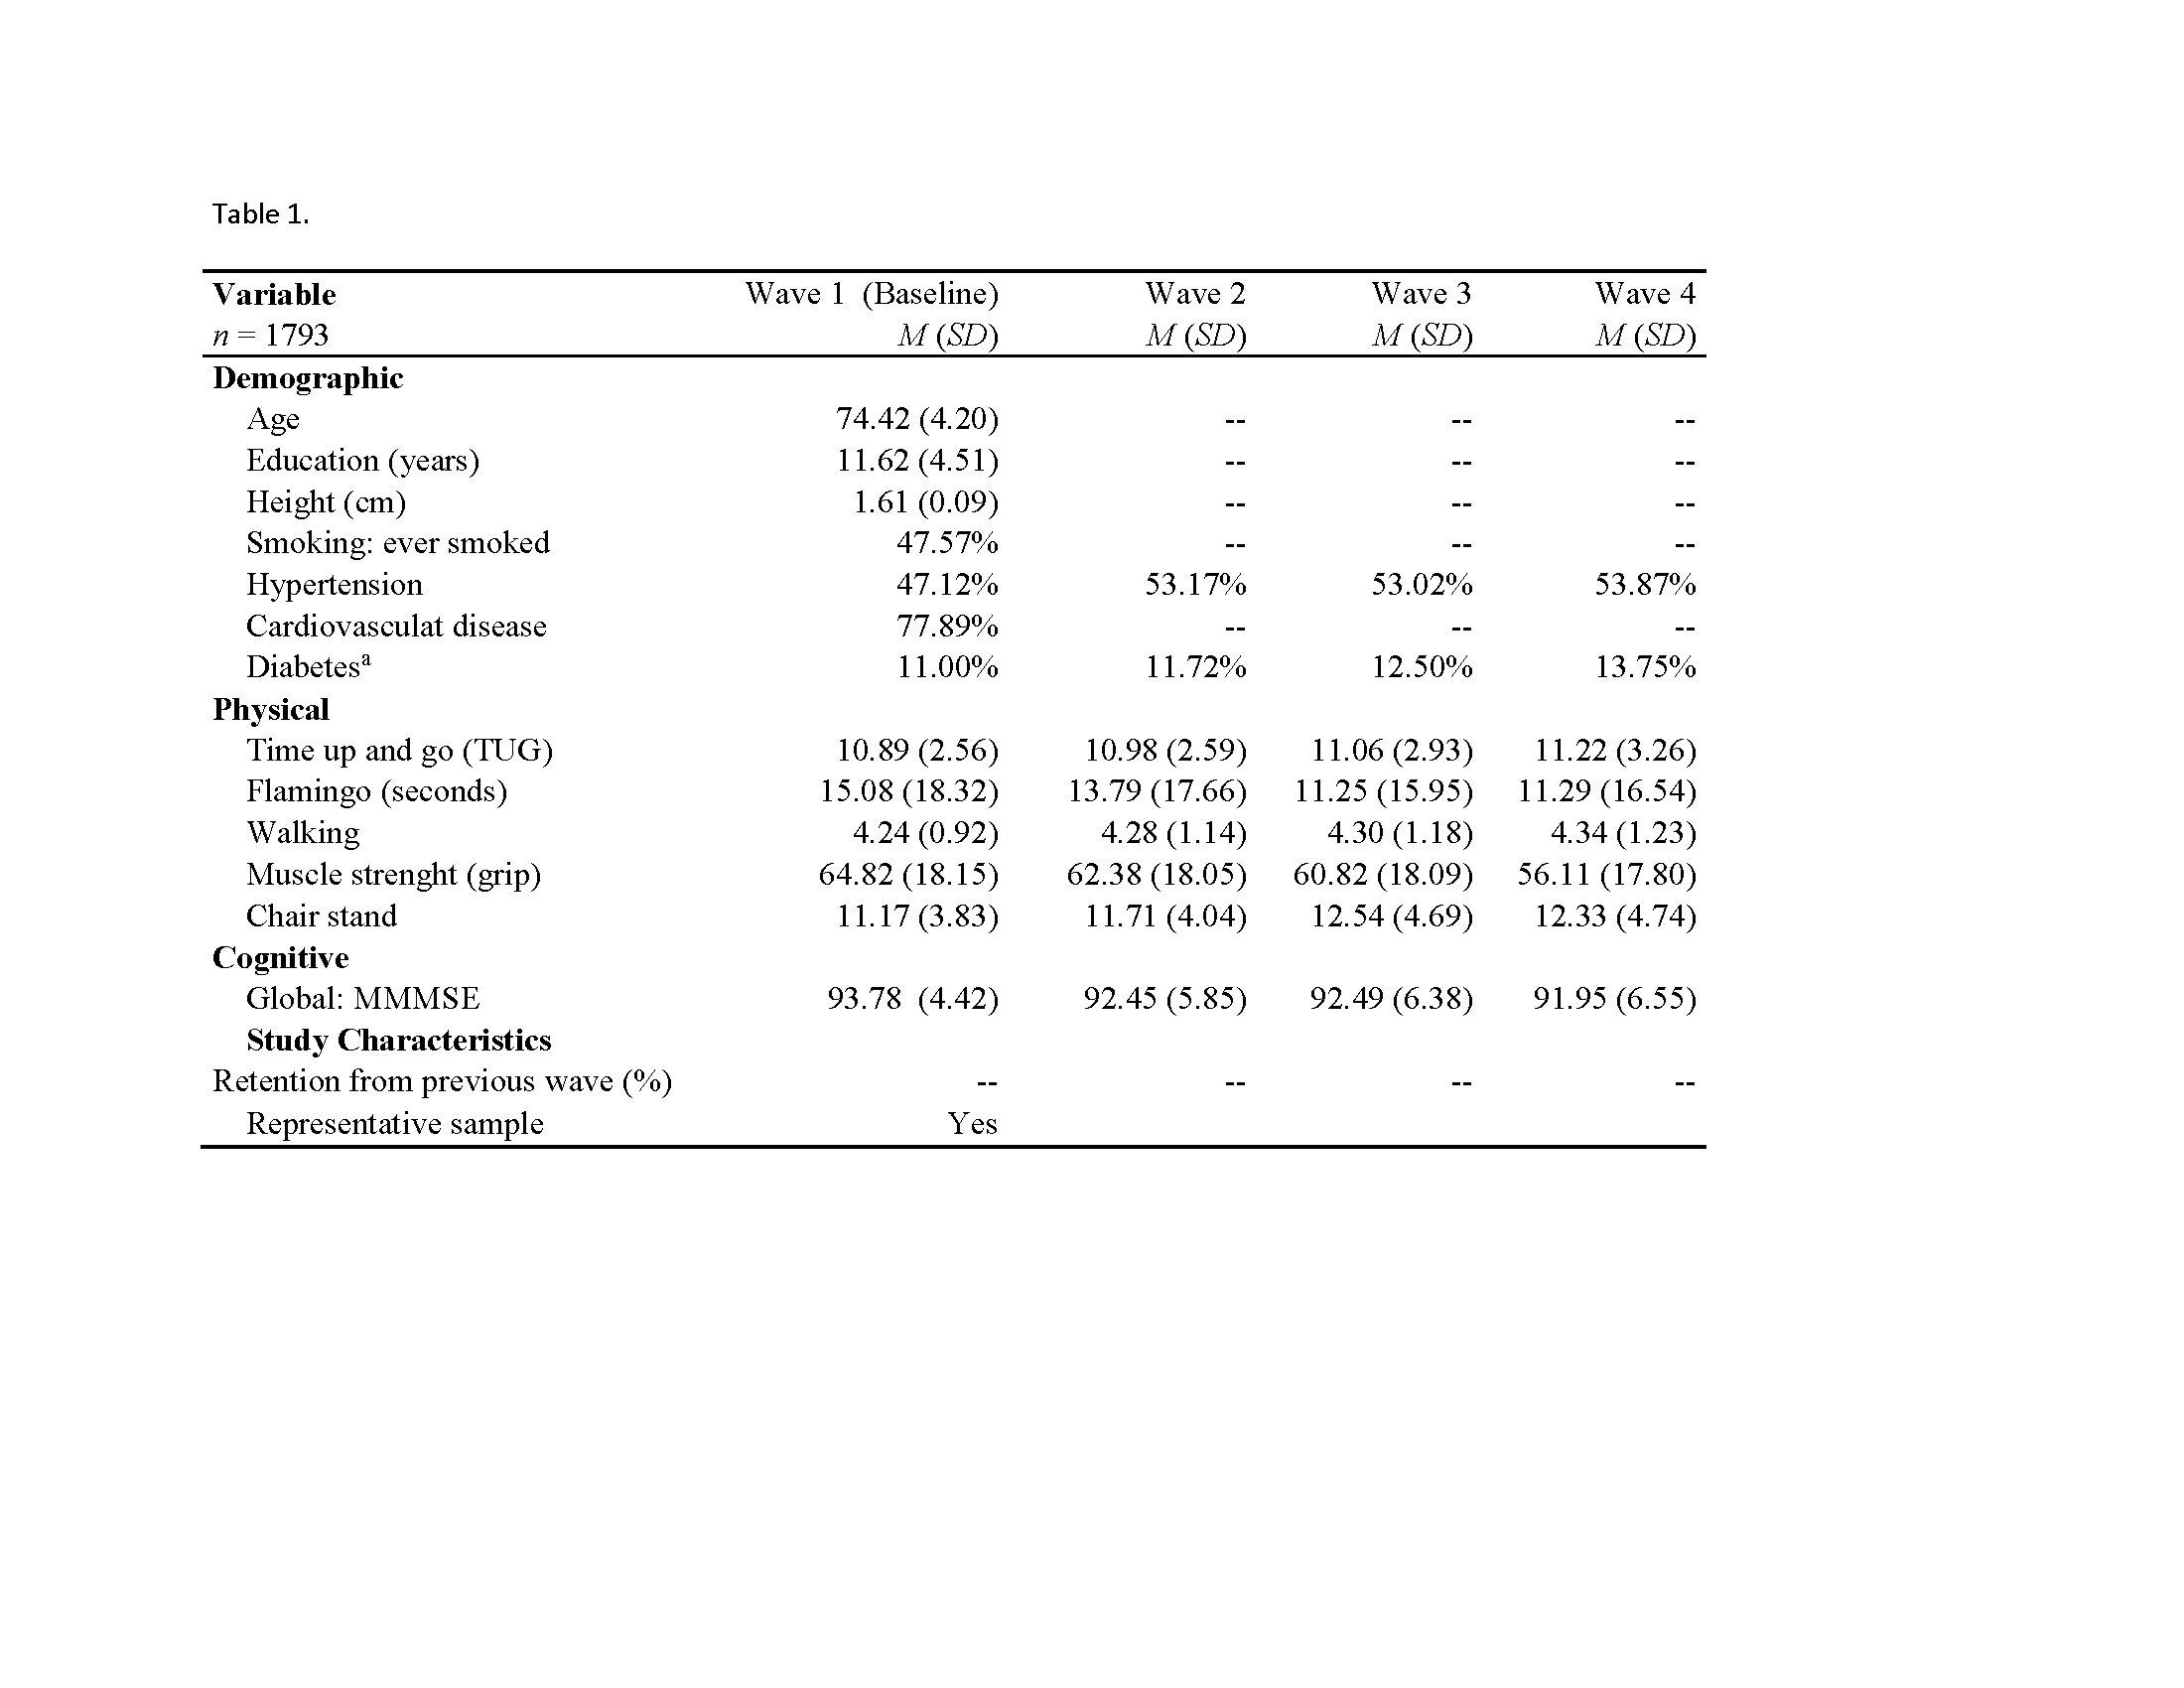 Table 1.
Variable Wave 1 (Baseline) Wave 2 Wave 3 Wave 4
n = 1793 M (SD) M (SD) M (SD) M (SD)
Demographic
Age 74.42 (4.20) -- -- --
Education (years) 11.62 (4.51) -- -- --
Height (cm) 1.61 (0.09) -- -- --
Smoking: ever smoked 47.57% -- -- --
Hypertension 47.12% 53.17% 53.02% 53.87%
Cardiovasculat disease 77.89% -- -- --
Diabetesᵃ 11.00% 11.72% 12.50% 13.75%
Physical
Time up and go (TUG) 10.89 (2.56) 10.98 (2.59) 11.06 (2.93) 11.22 (3.26)
Flamingo (seconds) 15.08 (18.32) 13.79 (17.66) 11.25 (15.95) 11.29 (16.54)
Walking 4.24 (0.92) 4.28 (1.14) 4.30 (1.18) 4.34 (1.23)
Muscle strenght (grip) 64.82 (18.15) 62.38 (18.05) 60.82 (18.09) 56.11 (17.80)
Chair stand 11.17 (3.83) 11.71 (4.04) 12.54 (4.69) 12.33 (4.74)
Cognitive
Global: MMMSE 93.78 (4.42) 92.45 (5.85) 92.49 (6.38) 91.95 (6.55)
Study Characteristics
Retention from previous wave (%) -- -- -- --
Representative sample Yes